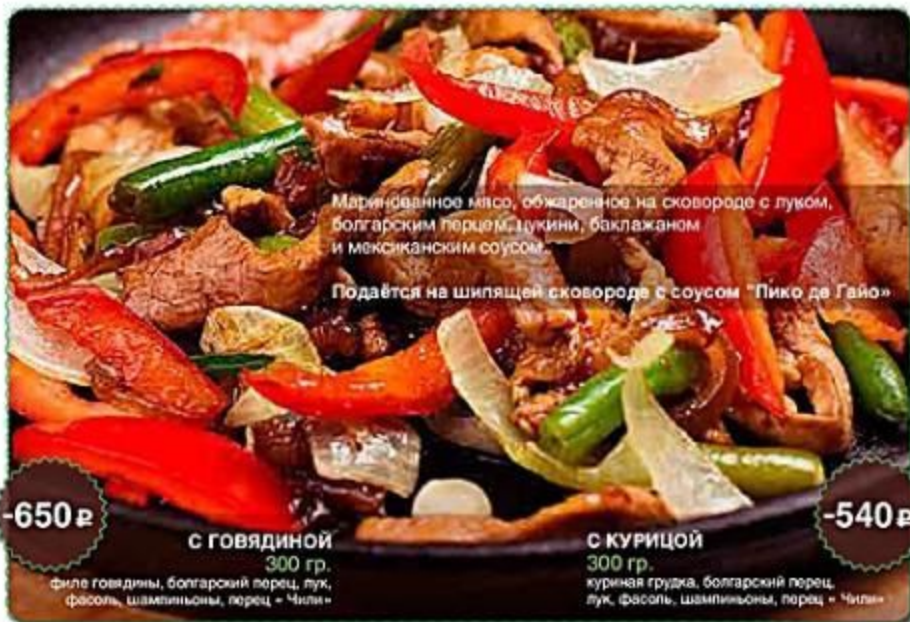 Маринованное мясо, обжаренное на сковороде с луком,
болгарским перцем, цукини, баклажаном
и мексиканским соусом.
Подаётся на шипящей сковороде с соусом "Пико де Гайо»
-650₽
С ГОВЯДИНОЙ
300 гр.
филе говядины, болгарский перец, лук,
фасоль, шампиньоны, перец « Чили»
С КУРИЦОЙ
300 гр.
куриная грудка, болгарский перец,
лук, фасоль, шампиньоны, перец « Чили»
-540₽